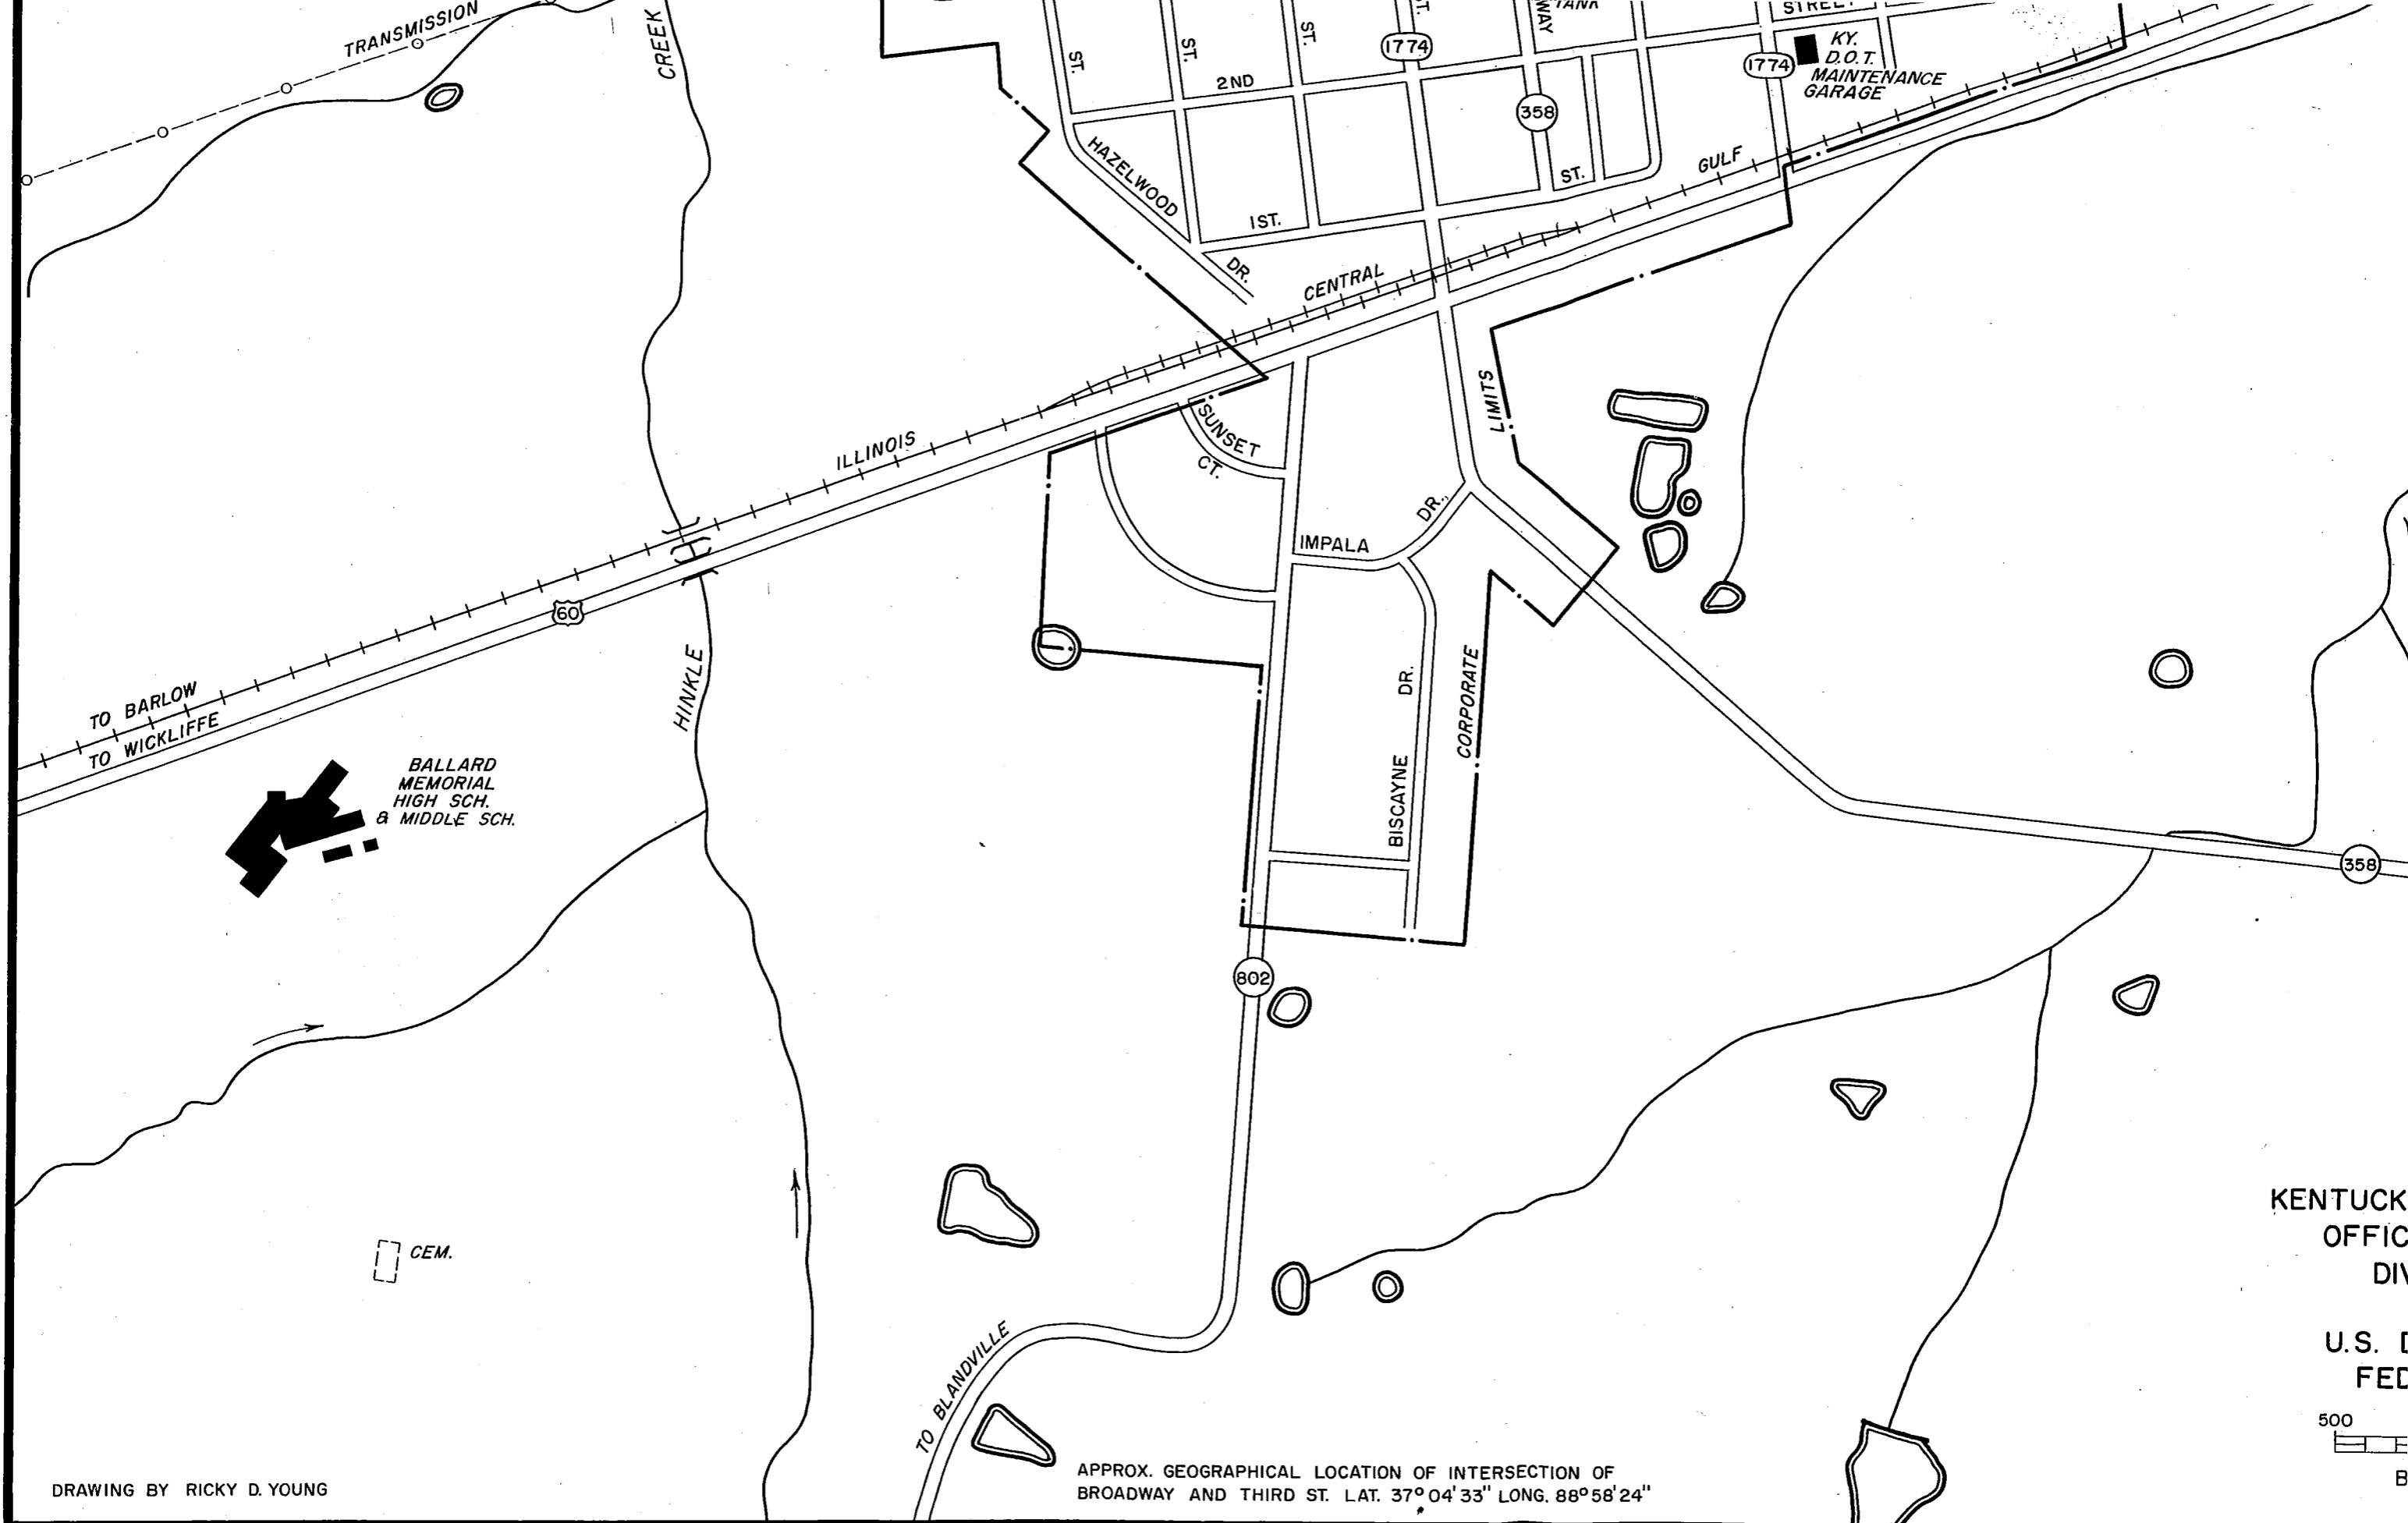 TRANSMISSION
CREEK
ST.
ST.
ST.
1774
WAY
TANK
STREET
KY.
D.O.T.
MAINTENANCE
GARAGE
1774
2ND
358
HAZELWOOD
DR.
1ST.
ST.
GULF
CENTRAL
ILLINOIS
LIMITS
SUNSET
CT.
DR.
IMPALA
60
HINKLE
TO BARLOW
TO WICKLIFFE
BALLARD
MEMORIAL
HIGH SCH.
& MIDDLE SCH.
DR.
BISCAYNE
CORPORATE
358
802
CEM.
KENTUCK
OFFIC
DIV
U.S. D
FED
500
B
TO BLANDVILLE
APPROX. GEOGRAPHICAL LOCATION OF INTERSECTION OF
BROADWAY AND THIRD ST. LAT. 37°04'33" LONG. 88°58'24"
DRAWING BY RICKY D. YOUNG